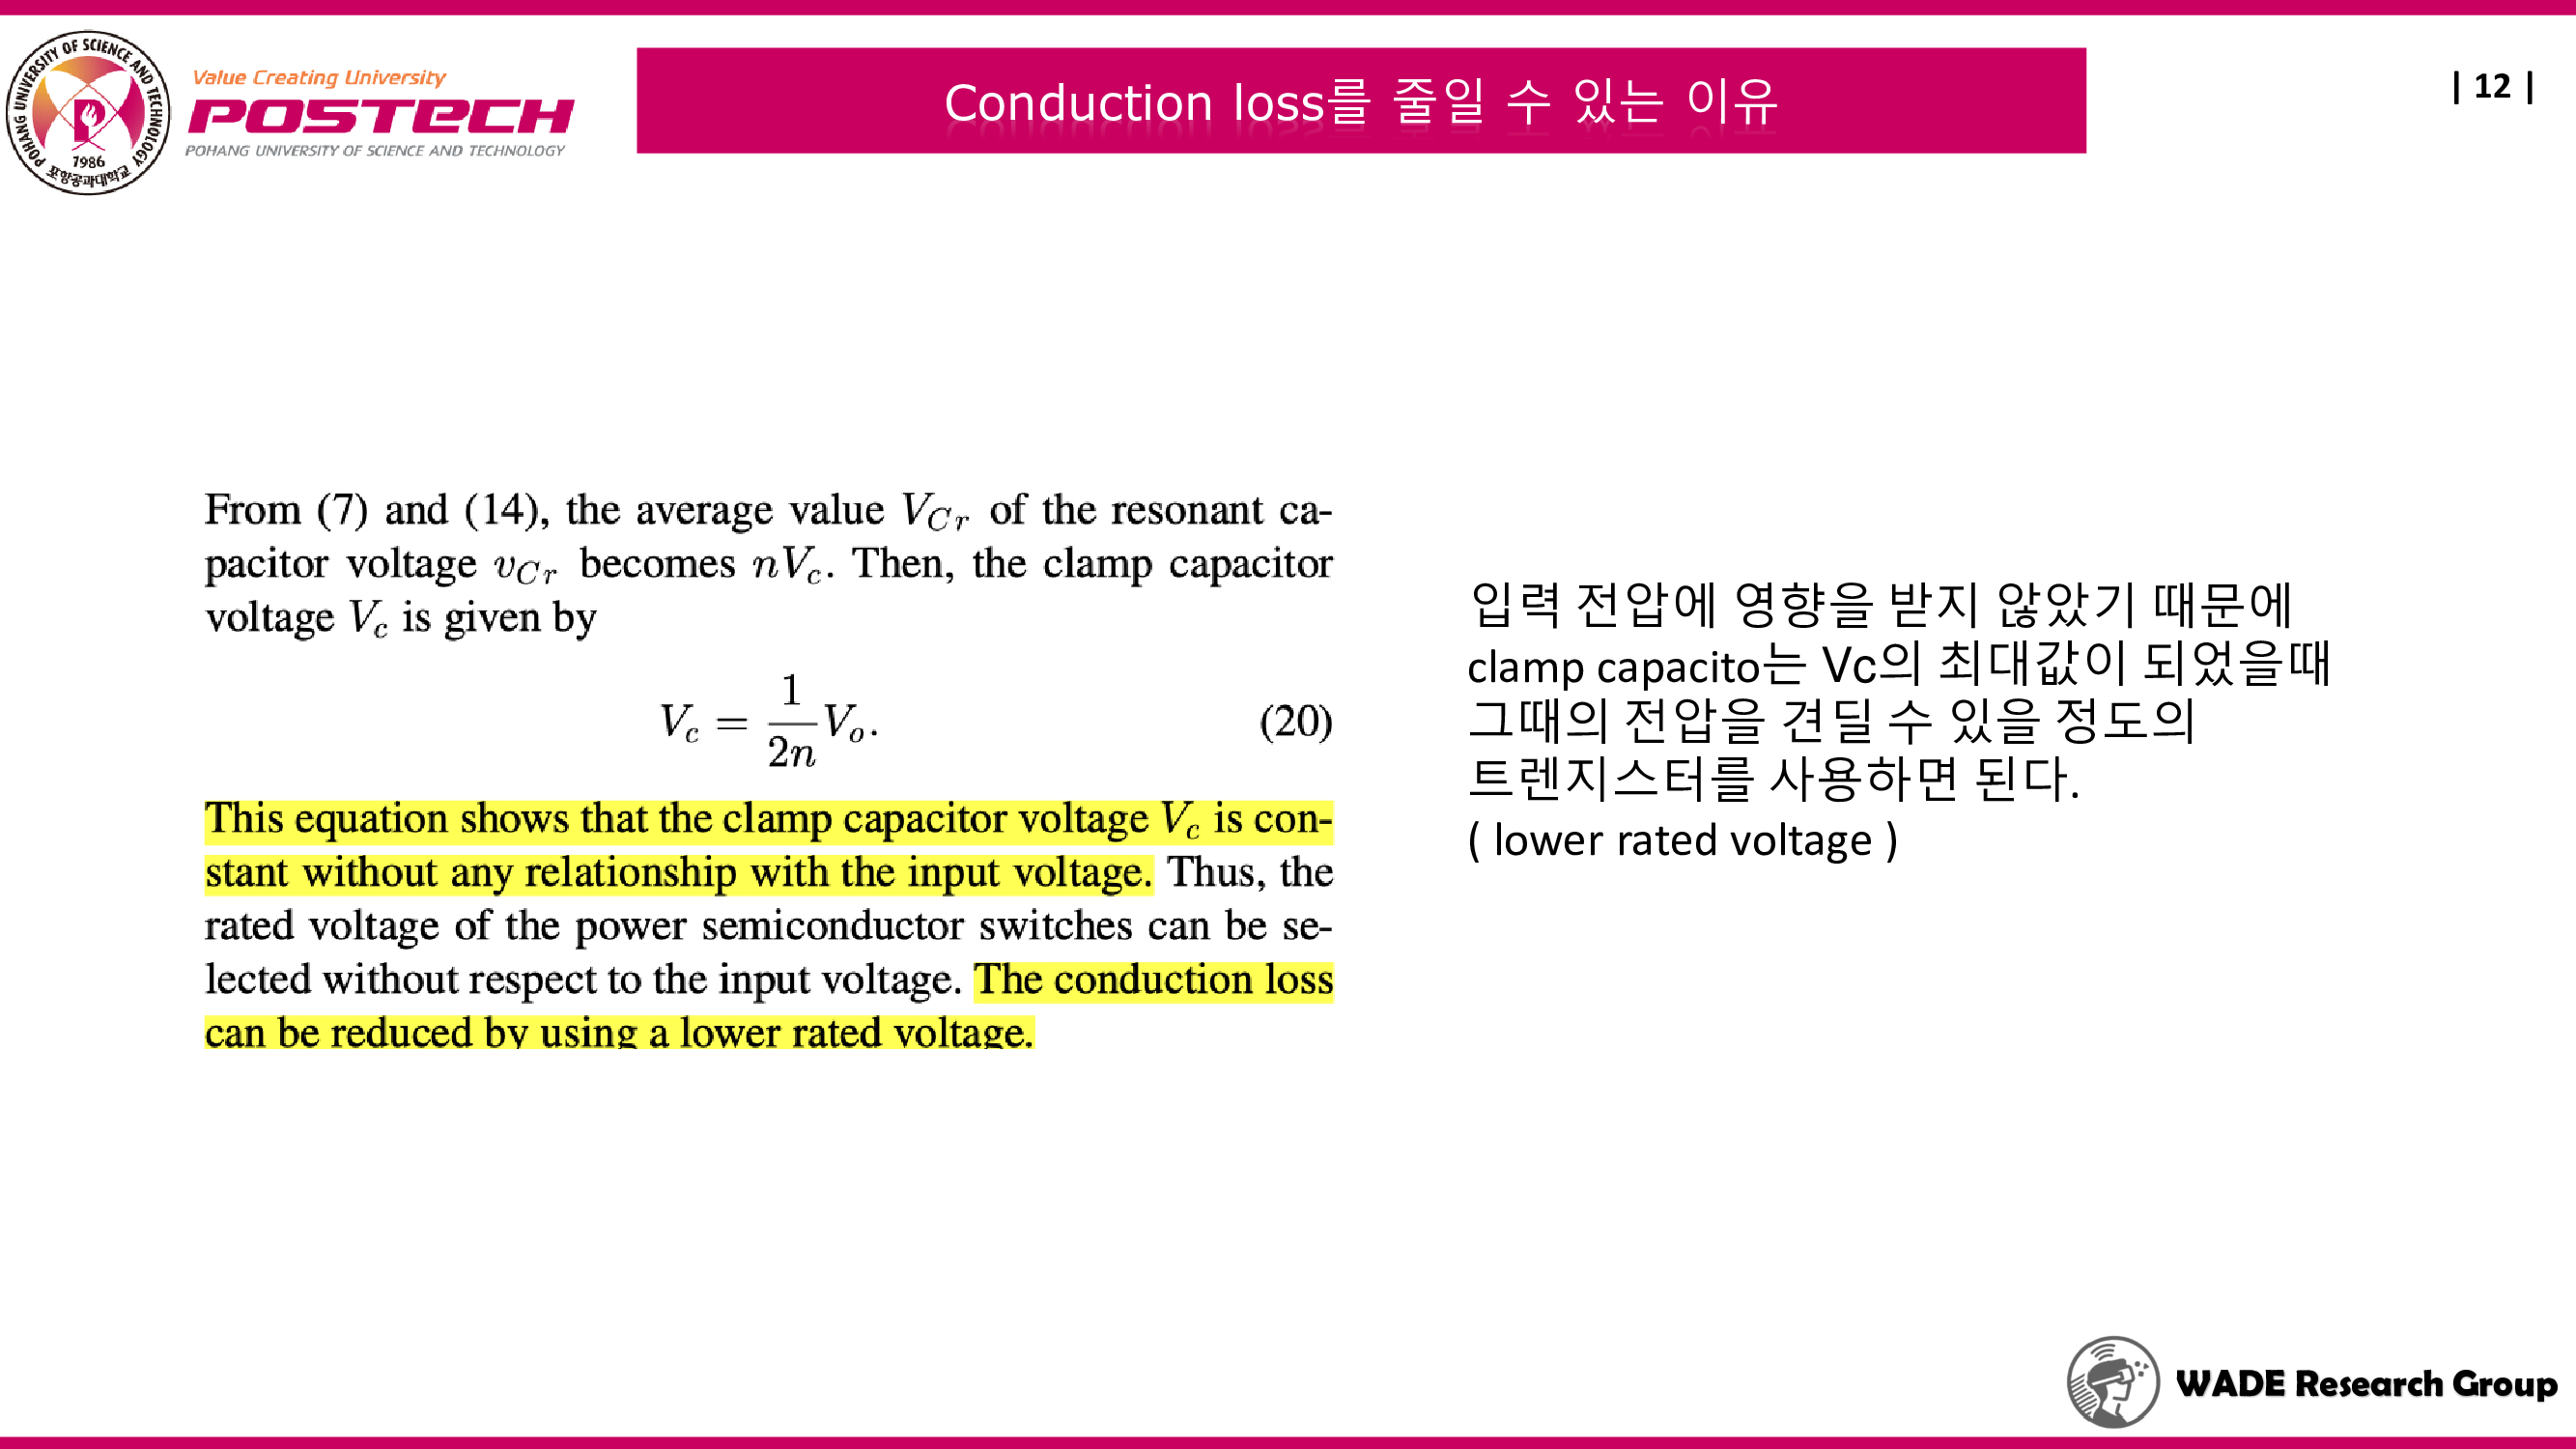 POHANG UNIVERSITY OF SCIENCE AND TECHNOLOGY
1986
포항공과대학교
Value Creating University
POSTECH
POHANG UNIVERSITY OF SCIENCE AND TECHNOLOGY
Conduction loss를 줄일 수 있는 이유
| 12 |
From (7) and (14), the average value V_{Cr} of the resonant ca-
pacitor voltage v_{Cr} becomes nV_c. Then, the clamp capacitor
voltage V_c is given by
V_c = \frac{1}{2n} V_o. (20)
This equation shows that the clamp capacitor voltage V_c is con-
stant without any relationship with the input voltage. Thus, the
rated voltage of the power semiconductor switches can be se-
lected without respect to the input voltage. The conduction loss
can be reduced by using a lower rated voltage.
입력 전압에 영향을 받지 않았기 때문에
clamp capacito는 Vc의 최대값이 되었을때
그때의 전압을 견딜 수 있을 정도의
트렌지스터를 사용하면 된다.
( lower rated voltage )
WADE Research Group